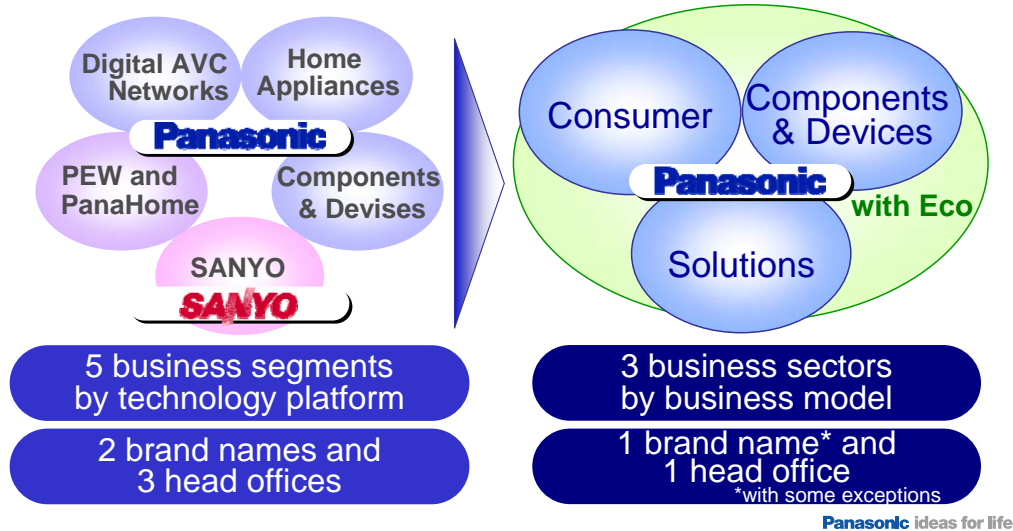 Digital AVC
Networks
Home
Appliances
Panasonic
PEW and
PanaHome
Components
& Devises
SANYO
SANYO
5 business segments
by technology platform
2 brand names and
3 head offices
Consumer
Components
& Devices
Panasonic
with Eco
Solutions
3 business sectors
by business model
1 brand name* and
1 head office
*with some exceptions
Panasonic ideas for life